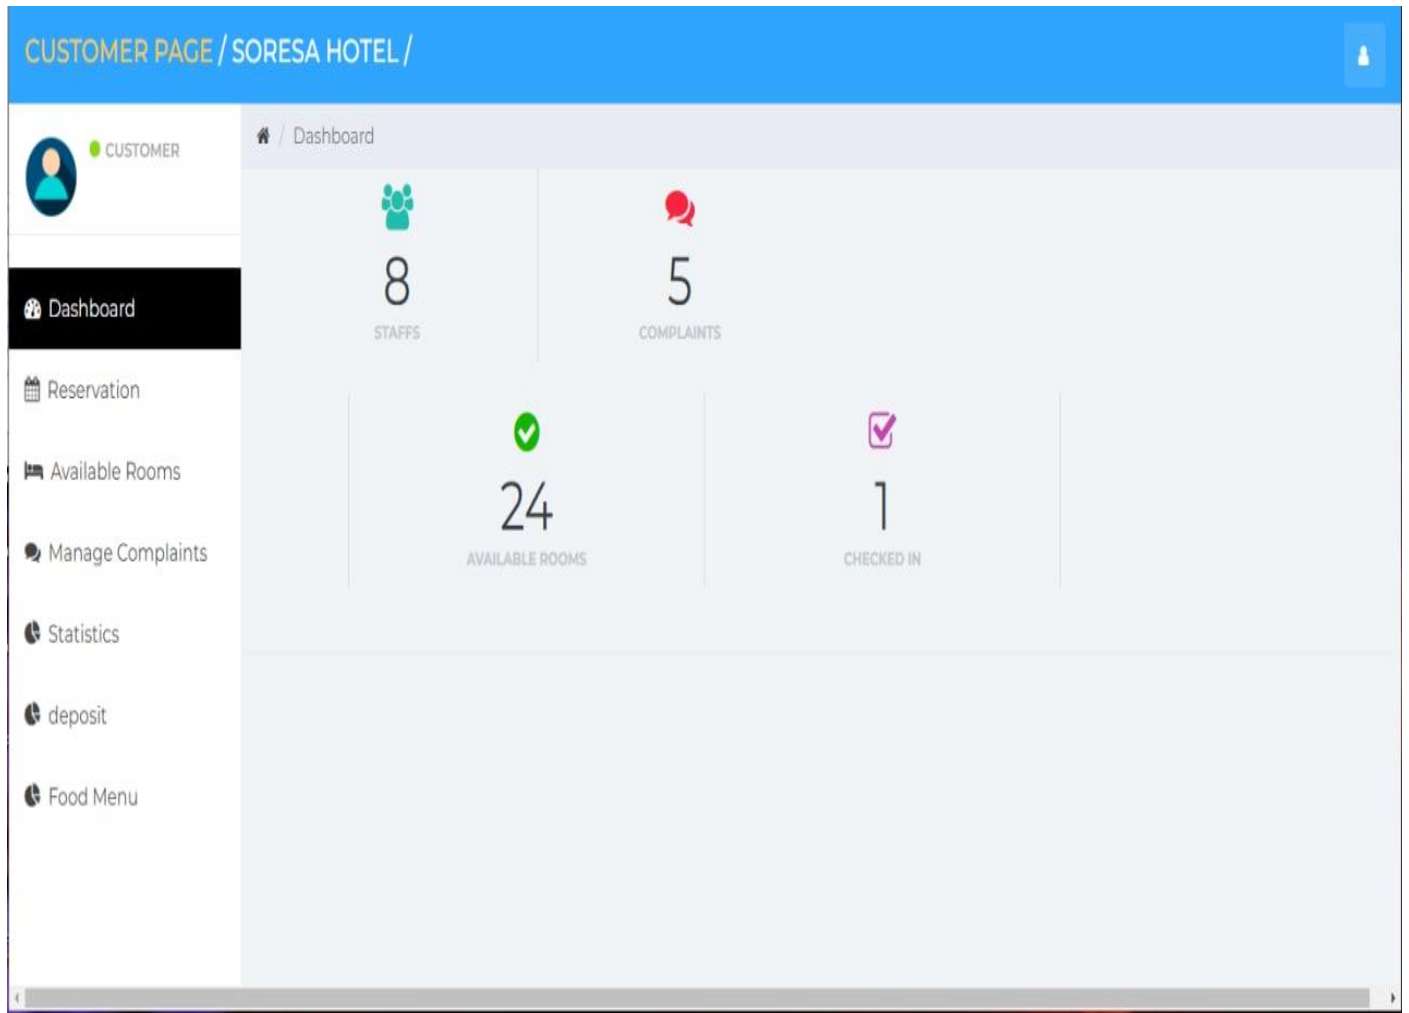 CUSTOMER PAGE / SORESA HOTEL /
CUSTOMER
/ Dashboard
Dashboard
Reservation
Available Rooms
Manage Complaints
Statistics
deposit
Food Menu
8
STAFFS
5
COMPLAINTS
24
AVAILABLE ROOMS
1
CHECKED IN